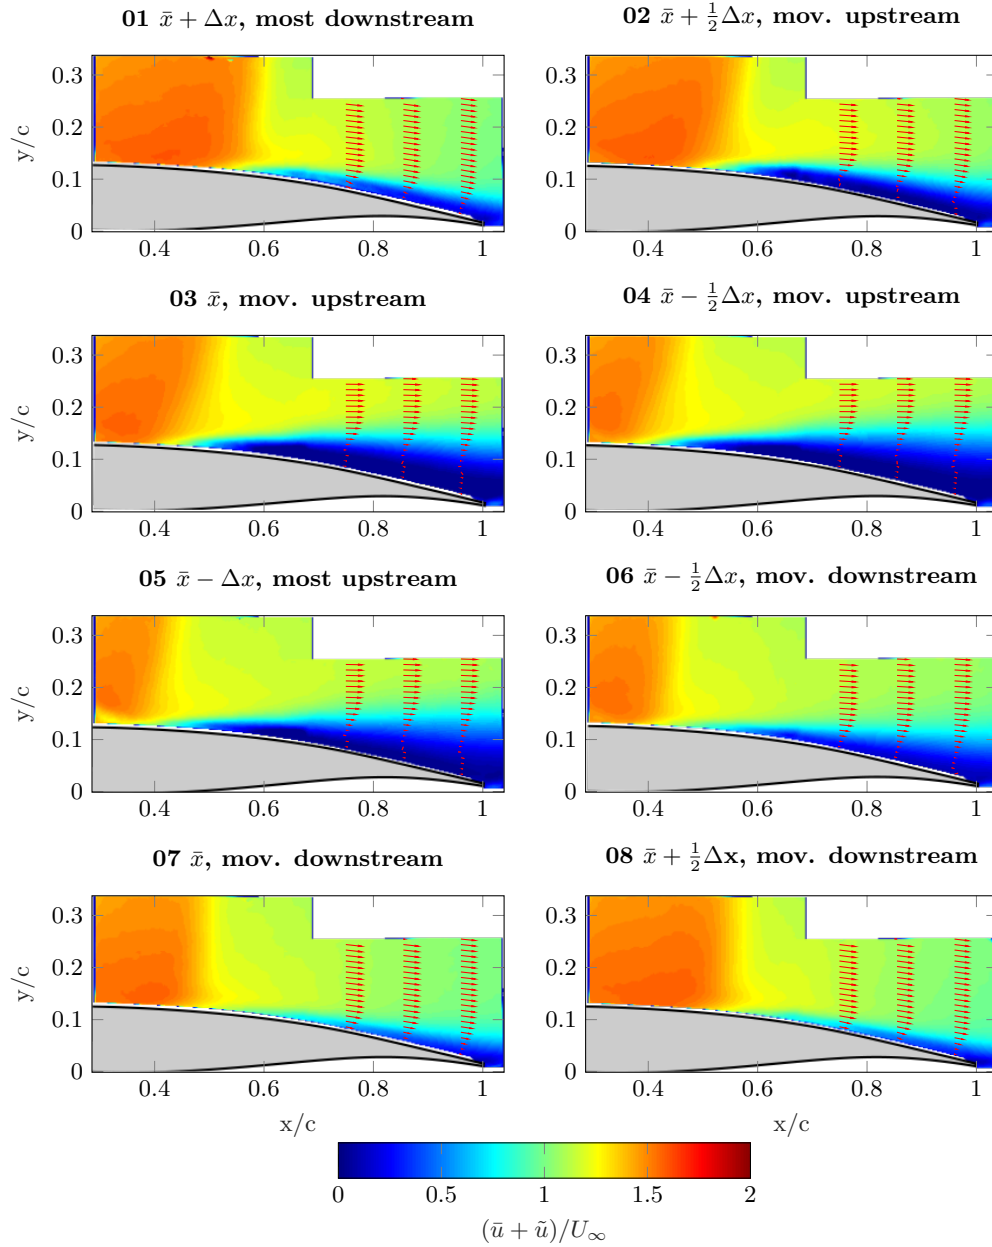 01 x̄ + Δx, most downstream
02 x̄ + ½Δx, mov. upstream
y/c
0.3
0.2
0.1
0
0.4 0.6 0.8 1
0.3
0.2
0.1
0
0.4 0.6 0.8 1
03 x̄, mov. upstream
04 x̄ − ½Δx, mov. upstream
y/c
0.3
0.2
0.1
0
0.4 0.6 0.8 1
0.3
0.2
0.1
0
0.4 0.6 0.8 1
05 x̄ − Δx, most upstream
06 x̄ − ½Δx, mov. downstream
y/c
0.3
0.2
0.1
0
0.4 0.6 0.8 1
0.3
0.2
0.1
0
0.4 0.6 0.8 1
07 x̄, mov. downstream
08 x̄ + ½Δx, mov. downstream
y/c
0.3
0.2
0.1
0
0.4 0.6 0.8 1
x/c
0.3
0.2
0.1
0
0.4 0.6 0.8 1
x/c
0 0.5 1 1.5 2
(ū + ũ)/U∞